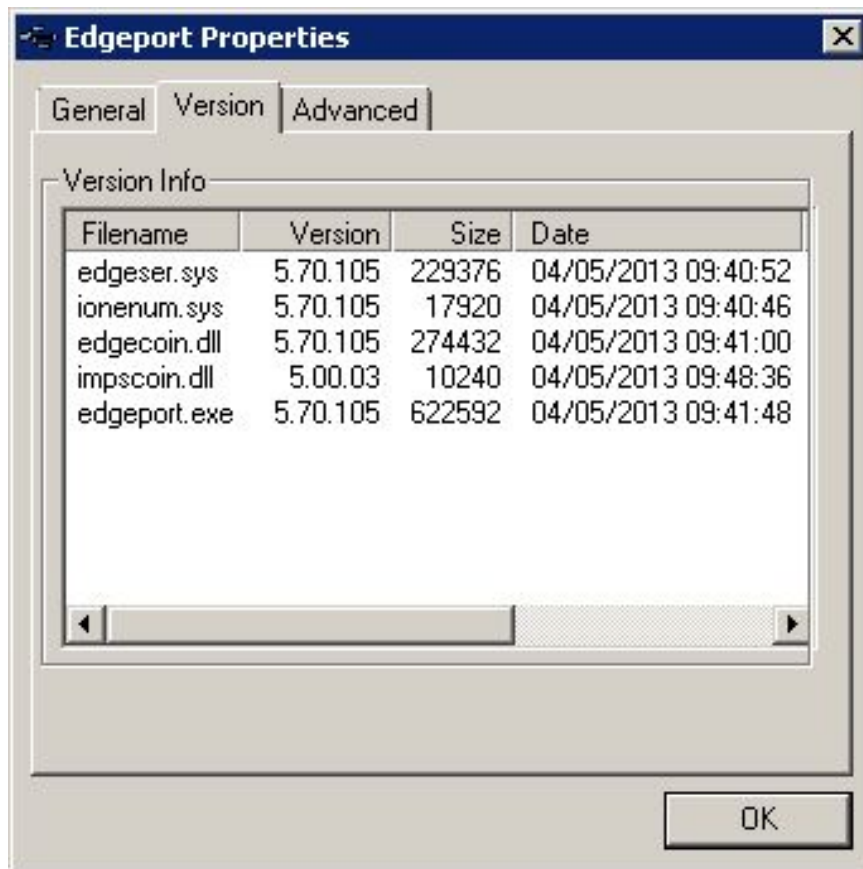 Edgeport Properties
General Version Advanced
Version Info
Filename Version Size Date
edgeser.sys 5.70.105 229376 04/05/2013 09:40:52
ionenum.sys 5.70.105 17920 04/05/2013 09:40:46
edgecoin.dll 5.70.105 274432 04/05/2013 09:41:00
impscoin.dll 5.00.03 10240 04/05/2013 09:48:36
edgeport.exe 5.70.105 622592 04/05/2013 09:41:48
OK